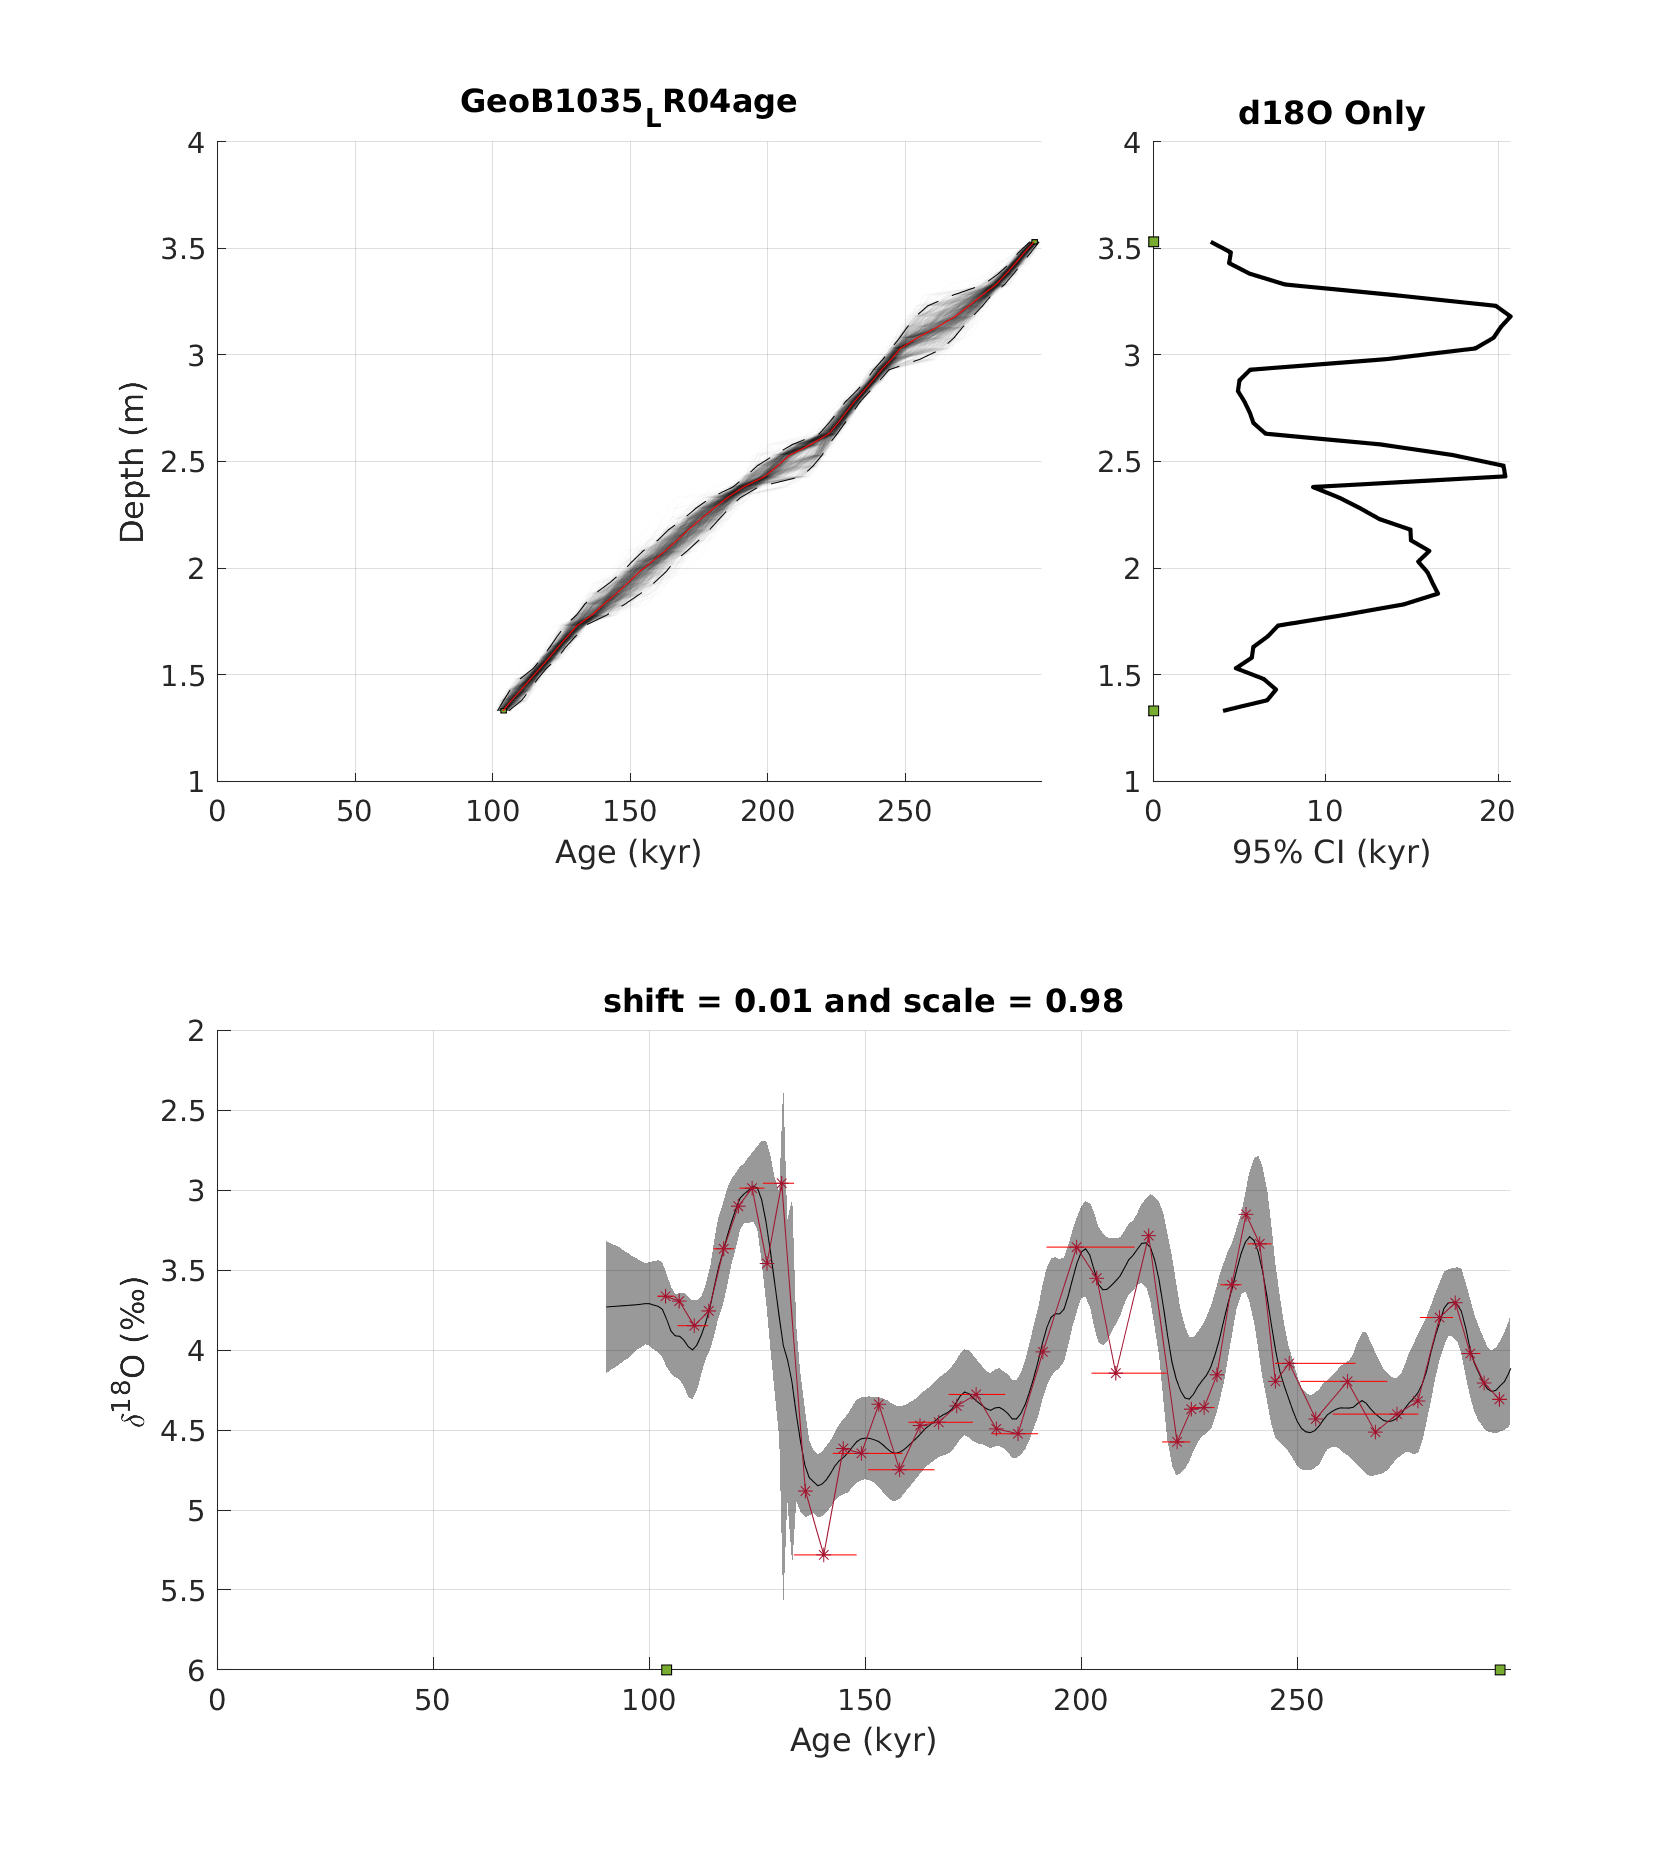 GeoB1035LR04age
d18O Only
4
3.5
3
2.5
2
1.5
1
Depth (m)
0 50 100 150 200 250
Age (kyr)
4
3.5
3
2.5
2
1.5
1
0 10 20
95% CI (kyr)
shift = 0.01 and scale = 0.98
2
2.5
3
3.5
4
4.5
5
5.5
6
δ18O (‰)
0 50 100 150 200 250
Age (kyr)